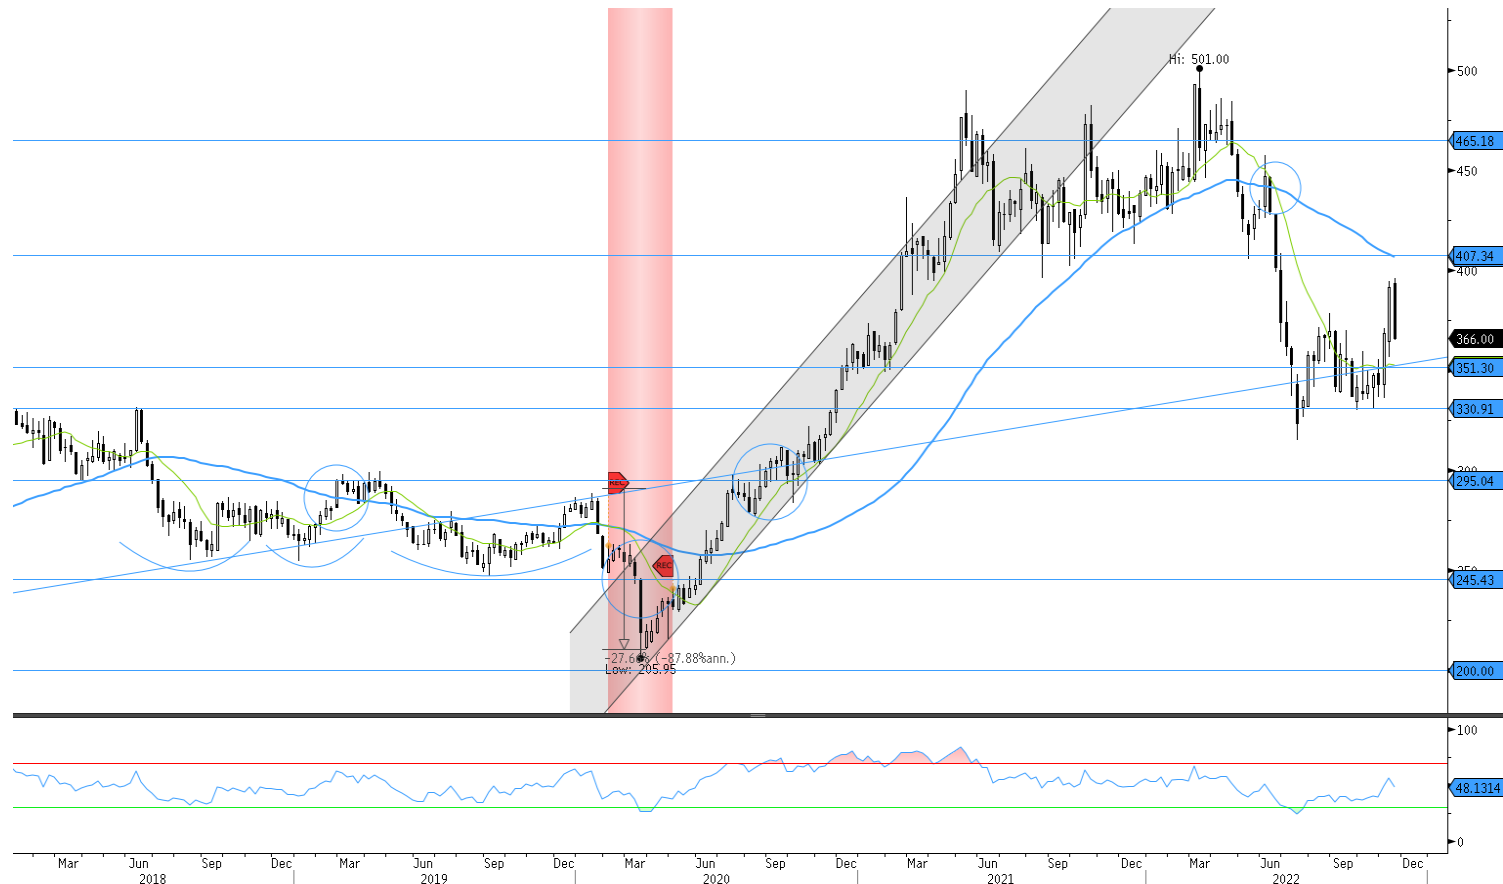 Hi: 501.00
500
465.18
450
407.34
400
366.00
351.30
330.91
300
295.04
REC
REC
250
245.43
-27.66% (-87.88%ann.)
Low: 205.95
200.00
100
48.1314
0
Mar Jun Sep Dec Mar Jun Sep Dec Mar Jun Sep Dec Mar Jun Sep Dec Mar Jun Sep Dec
2018 2019 2020 2021 2022